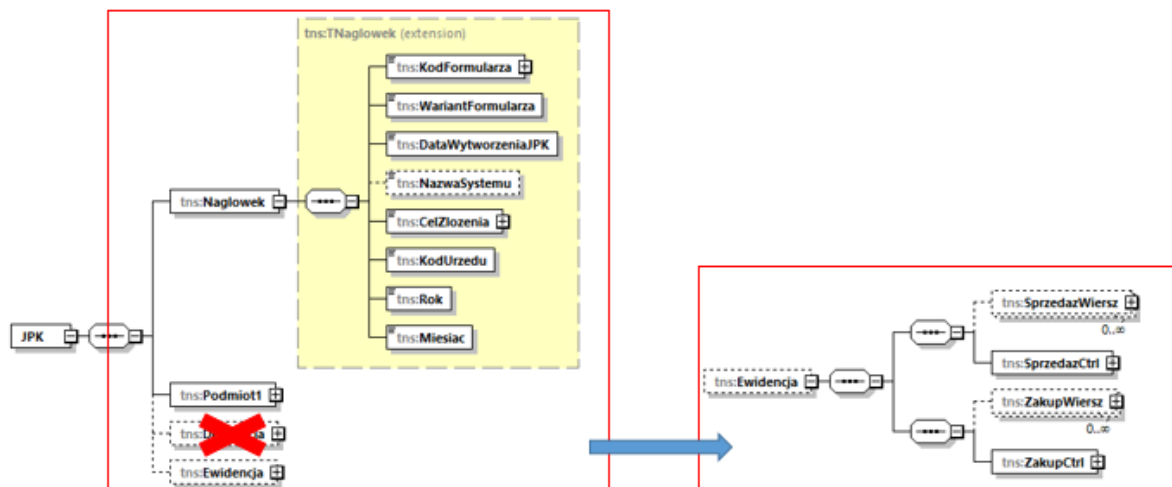 tns:TNaglowek (extension)
tns:KodFormularza
tns:WariantFormularza
tns:DataWytworzeniaJPK
tns:NazwaSystemu
tns:Naglowek
tns:CelZlozenia
tns:KodUrzedu
tns:Rok
tns:Miesiac
JPK
tns:Podmiot1
tns:
tns:Ewidencja
tns:SprzedazWiersz
0..∞
tns:SprzedazCtrl
tns:Ewidencja
tns:ZakupWiersz
0..∞
tns:ZakupCtrl